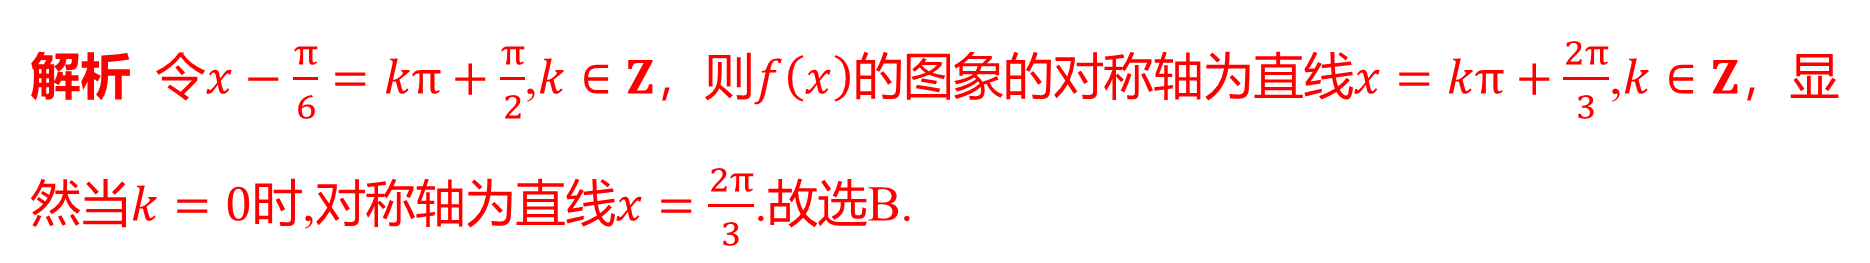 解析 令x − π/6 = kπ + π/2,k ∈ Z，则f(x)的图象的对称轴为直线x = kπ + 2π/3,k ∈ Z，显
然当k = 0时,对称轴为直线x = 2π/3.故选B.